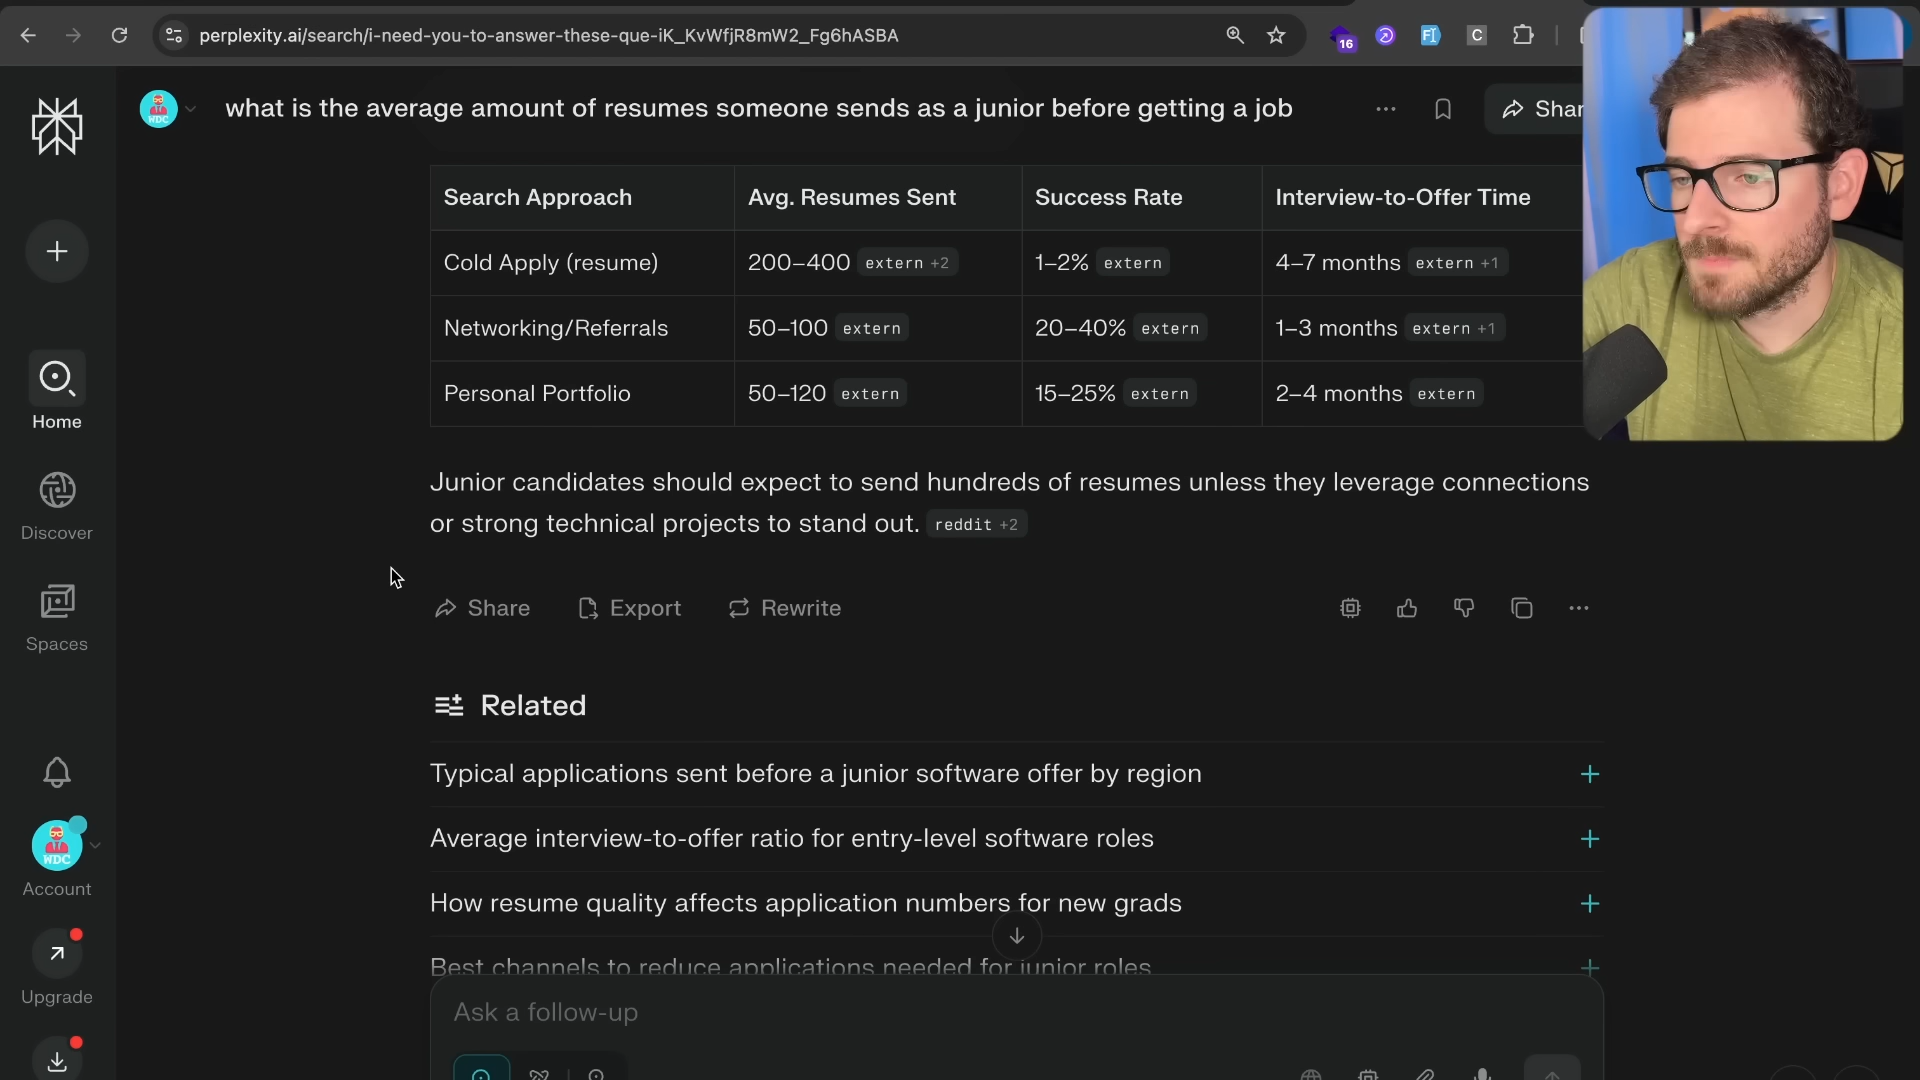 perplexity.ai/search/i-need-you-to-answer-these-que-iK_KvWfjR8mW2_Fg6hASBA
16
C
WDC
what is the average amount of resumes someone sends as a junior before getting a job
Shar
Search Approach Avg. Resumes Sent Success Rate Interview-to-Offer Time
Cold Apply (resume) 200–400 extern +2 1–2% extern 4–7 months extern +1
Networking/Referrals 50–100 extern 20–40% extern 1–3 months extern +1
Personal Portfolio 50–120 extern 15–25% extern 2–4 months extern
Junior candidates should expect to send hundreds of resumes unless they leverage connections
or strong technical projects to stand out. reddit +2
Share Export Rewrite
Related
Typical applications sent before a junior software offer by region
Average interview-to-offer ratio for entry-level software roles
How resume quality affects application numbers for new grads
Best channels to reduce applications needed for junior roles
Ask a follow-up
Home
Discover
Spaces
WDC
Account
Upgrade